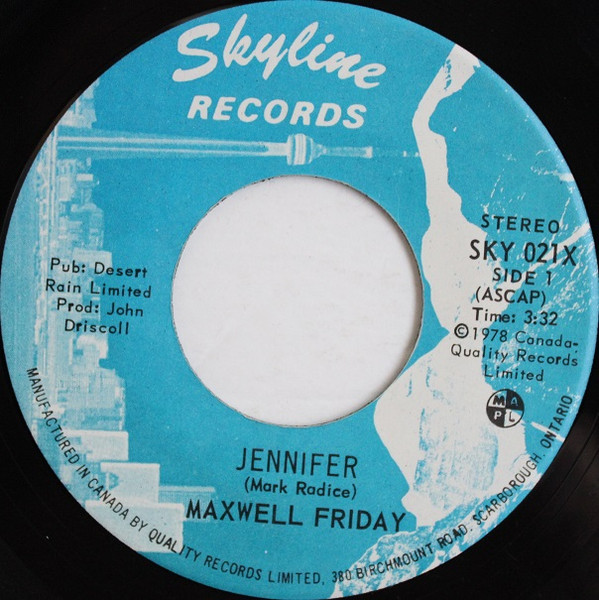 Skyline
RECORDS
STEREO
SKY 021X
SIDE 1
(ASCAP)
Time: 3:32
©1978 Canada-
Quality Records
Limited
Pub: Desert
Rain Limited
Prod: John
Driscoll
M A
P L
JENNIFER
(Mark Radice)
MAXWELL FRIDAY
MANUFACTURED IN CANADA BY QUALITY RECORDS LIMITED, 380 BIRCHMOUNT ROAD, SCARBOROUGH, ONTARIO